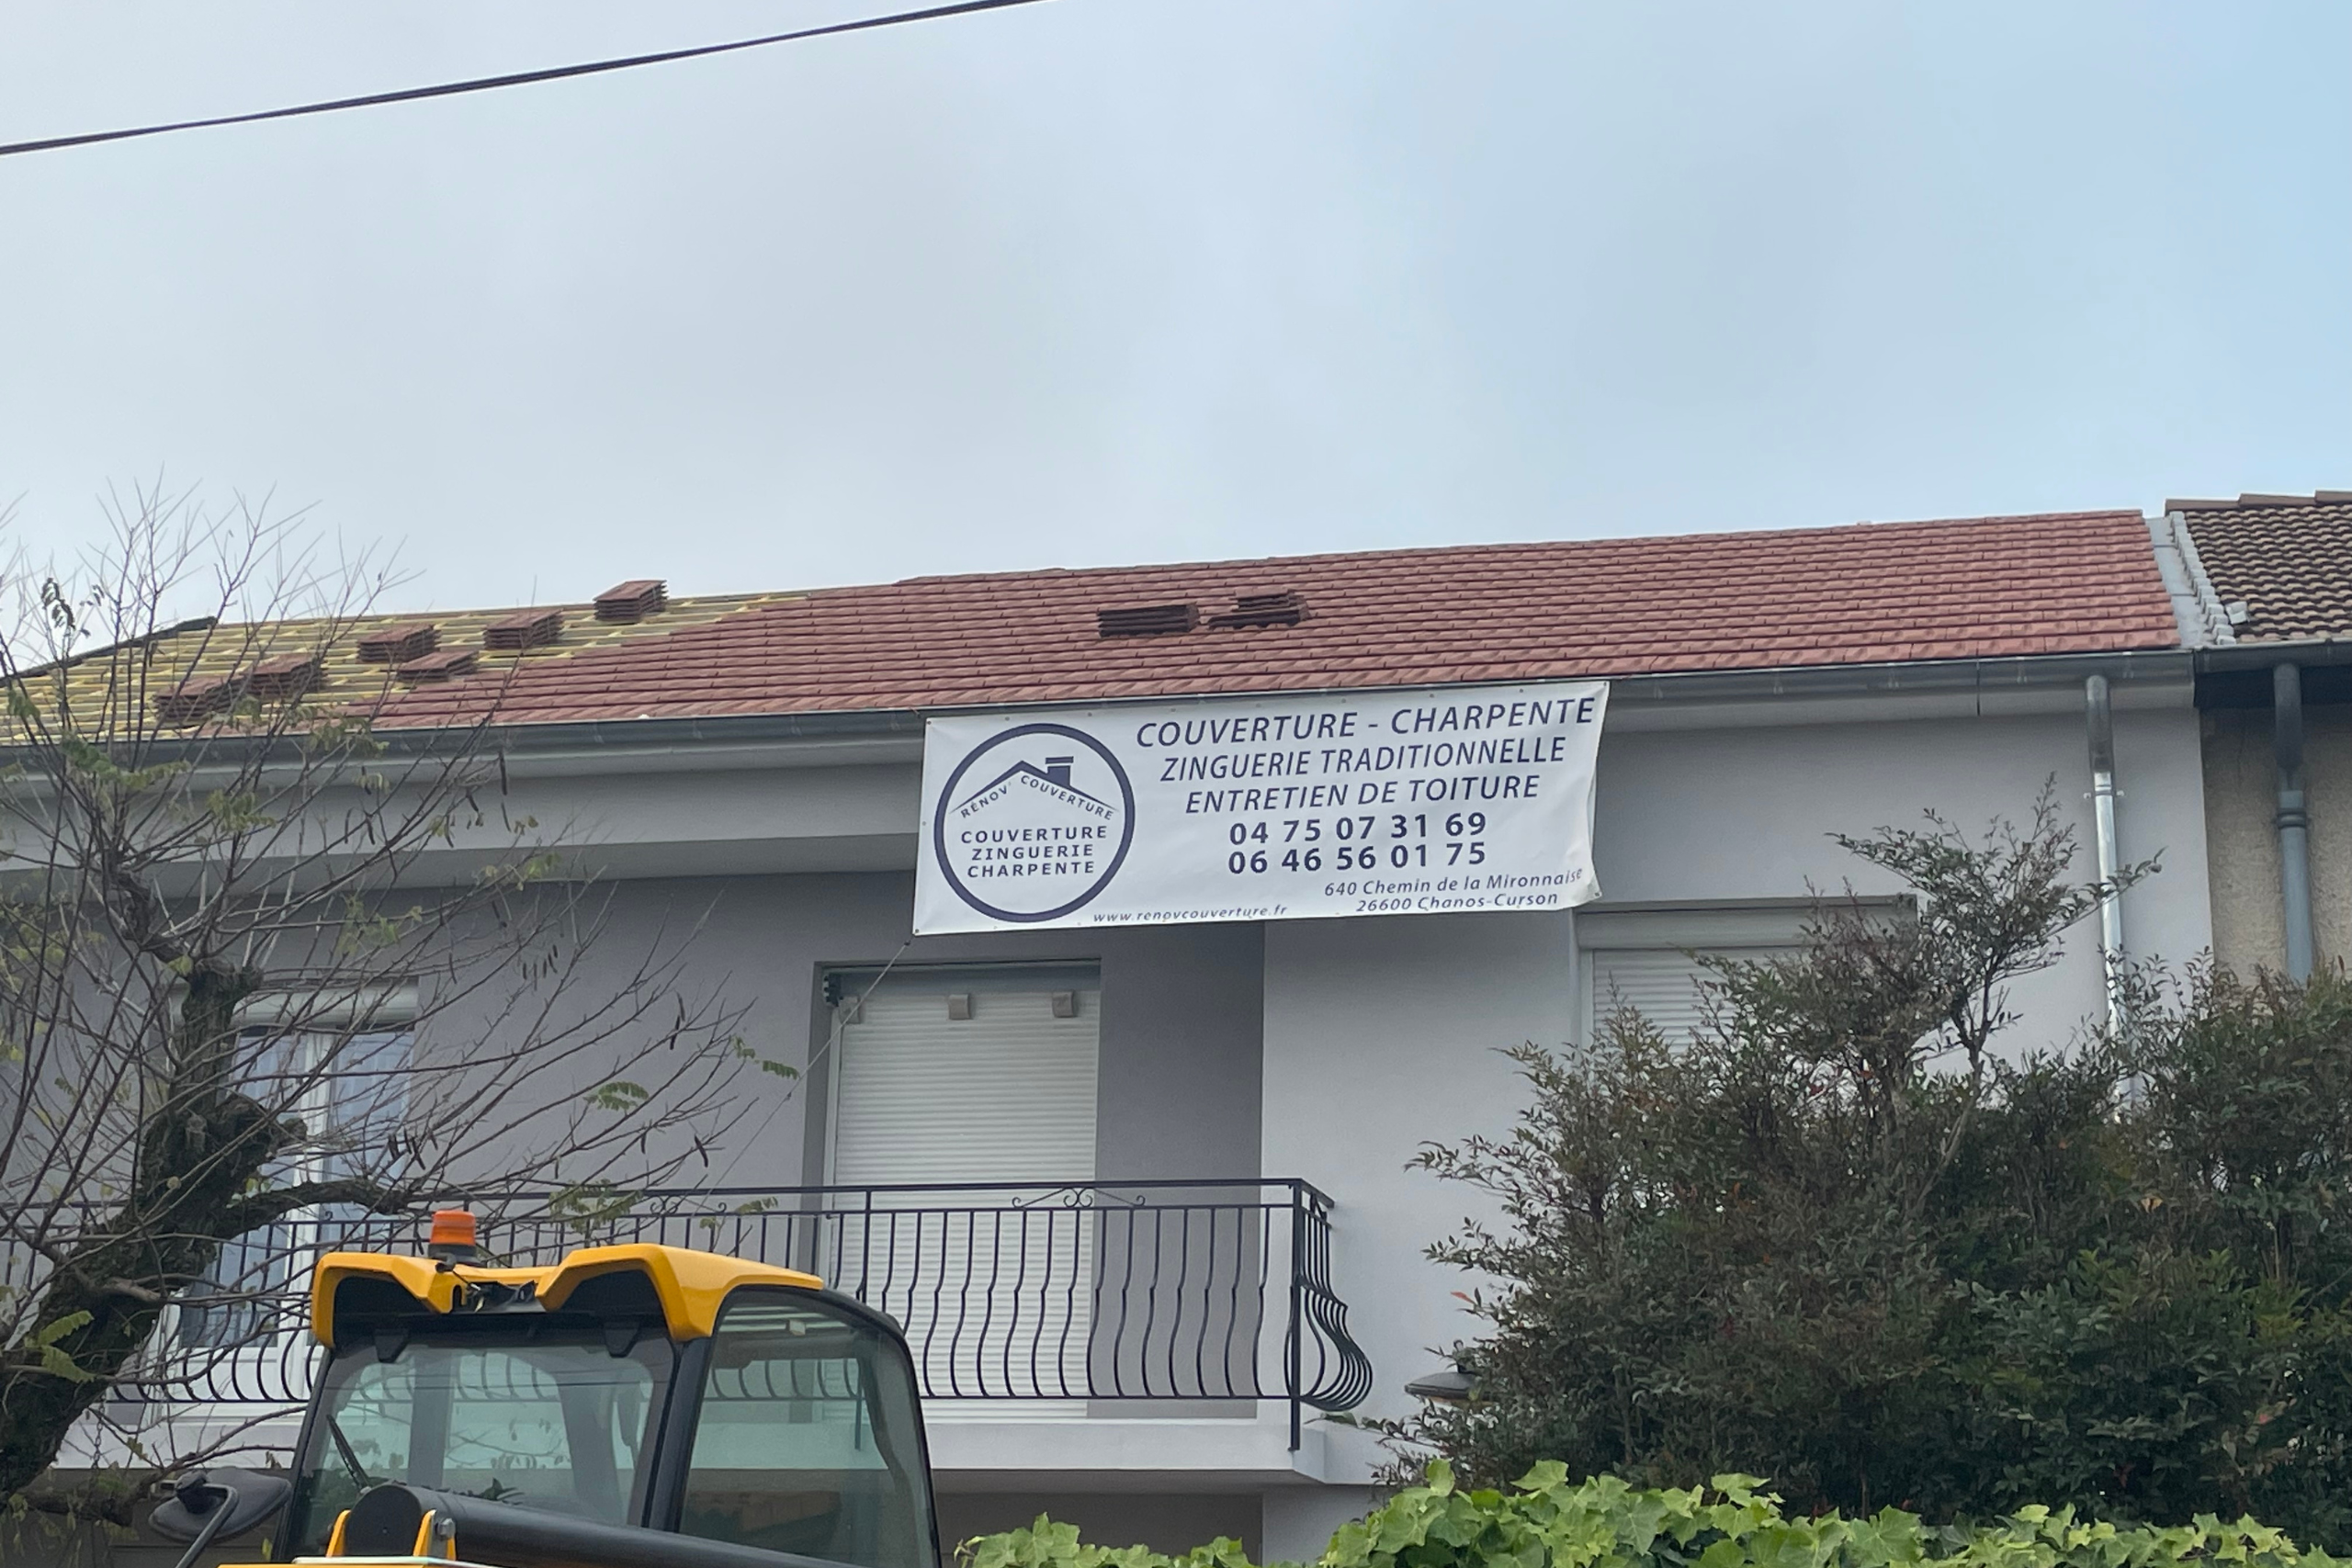 RÉNOV' COUVERTURE
COUVERTURE
ZINGUERIE
CHARPENTE
COUVERTURE - CHARPENTE
ZINGUERIE TRADITIONNELLE
ENTRETIEN DE TOITURE
04 75 07 31 69
06 46 56 01 75
640 Chemin de la Mironnaise
26600 Chanos-Curson
www.renovcouverture.fr